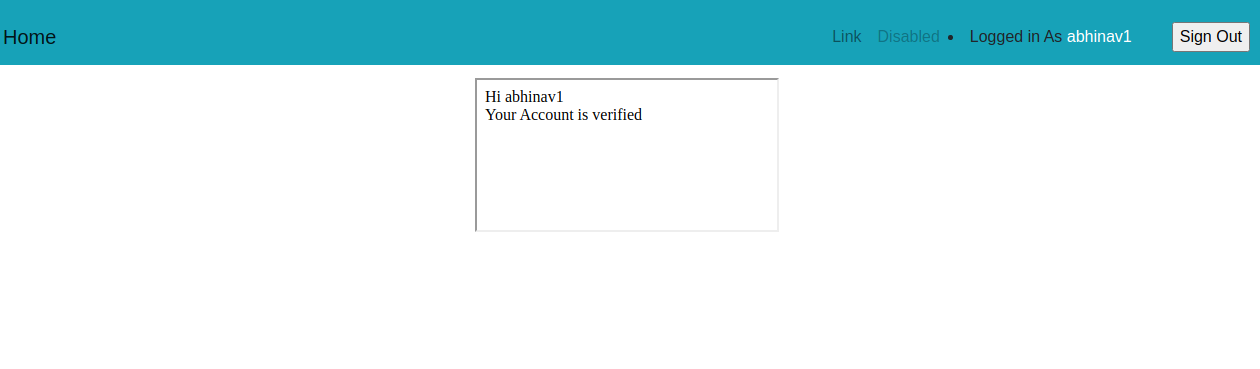 Home
Link Disabled • Logged in As abhinav1 Sign Out
Hi abhinav1
Your Account is verified